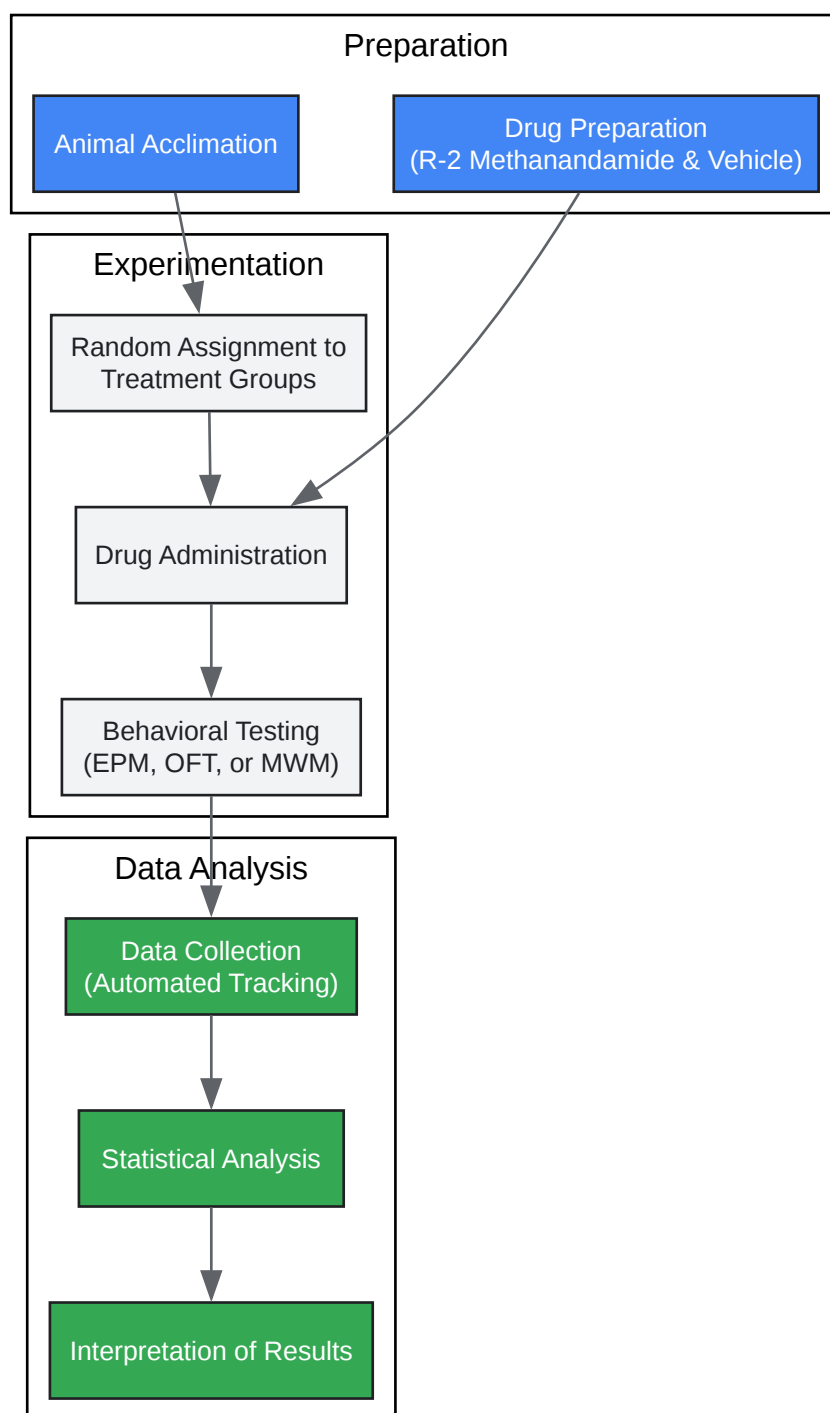 Preparation
Animal Acclimation
Drug Preparation
(R-2 Methanandamide & Vehicle)
Experimentation
Random Assignment to
Treatment Groups
Drug Administration
Behavioral Testing
(EPM, OFT, or MWM)
Data Analysis
Data Collection
(Automated Tracking)
Statistical Analysis
Interpretation of Results